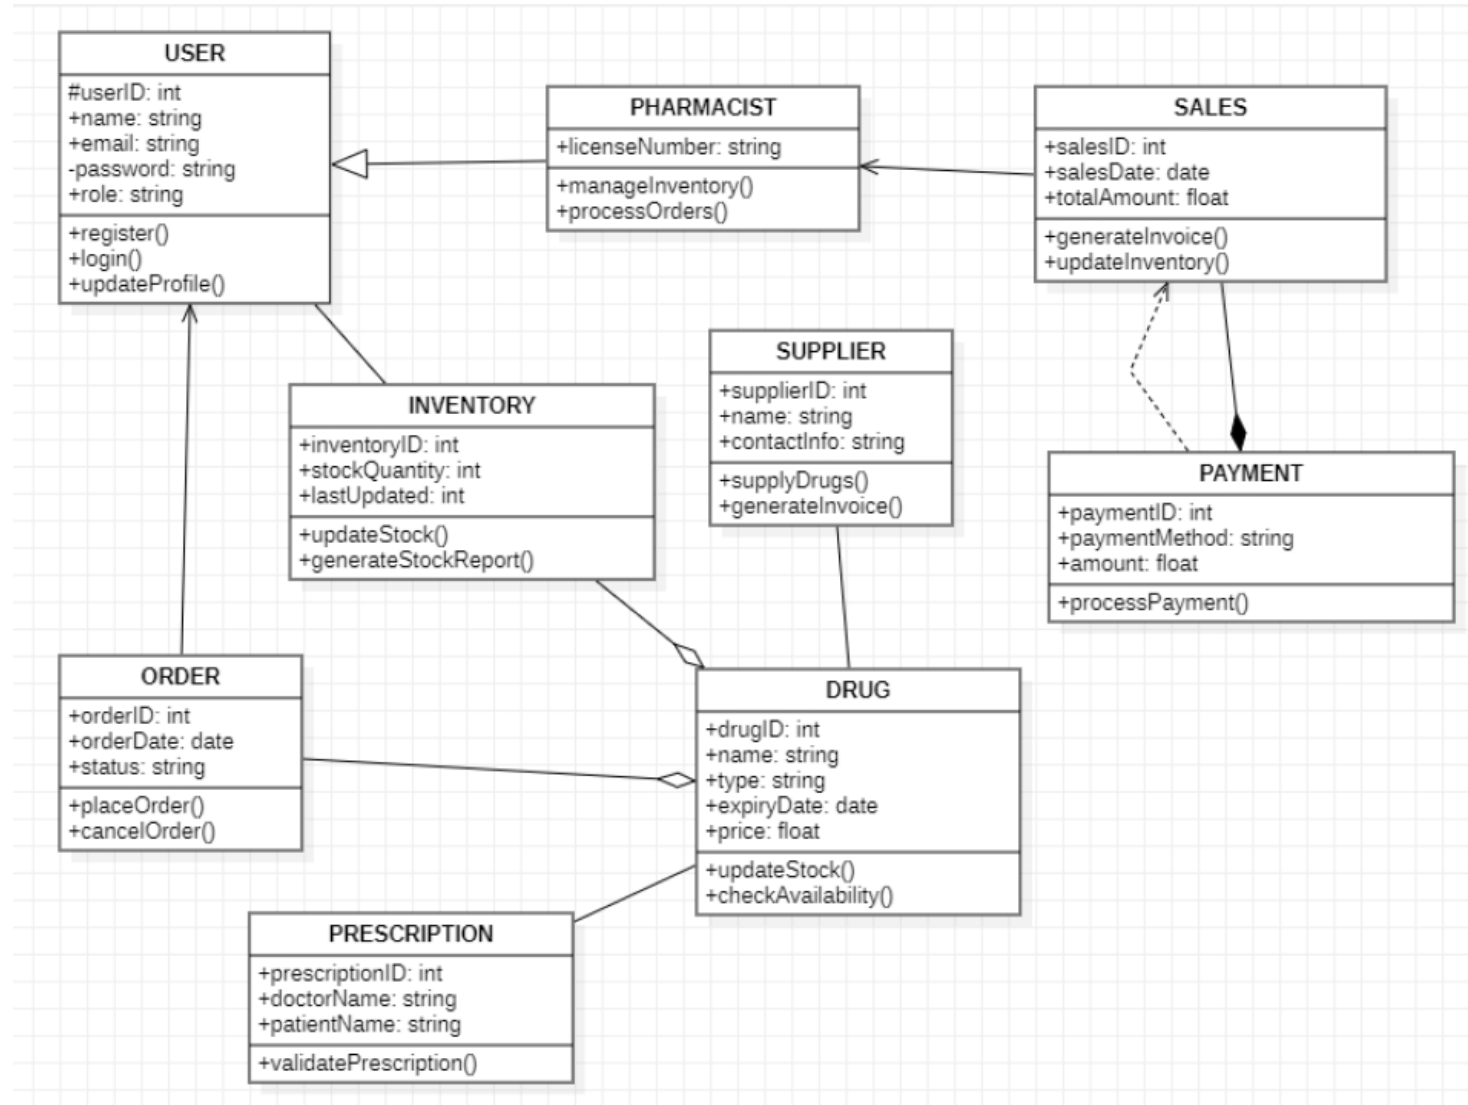 USER
#userID: int
+name: string
+email: string
-password: string
+role: string
+register()
+login()
+updateProfile()
PHARMACIST
+licenseNumber: string
+manageInventory()
+processOrders()
SALES
+salesID: int
+salesDate: date
+totalAmount: float
+generateInvoice()
+updateInventory()
INVENTORY
+inventoryID: int
+stockQuantity: int
+lastUpdated: int
+updateStock()
+generateStockReport()
SUPPLIER
+supplierID: int
+name: string
+contactInfo: string
+supplyDrugs()
+generateInvoice()
PAYMENT
+paymentID: int
+paymentMethod: string
+amount: float
+processPayment()
ORDER
+orderID: int
+orderDate: date
+status: string
+placeOrder()
+cancelOrder()
DRUG
+drugID: int
+name: string
+type: string
+expiryDate: date
+price: float
+updateStock()
+checkAvailability()
PRESCRIPTION
+prescriptionID: int
+doctorName: string
+patientName: string
+validatePrescription()